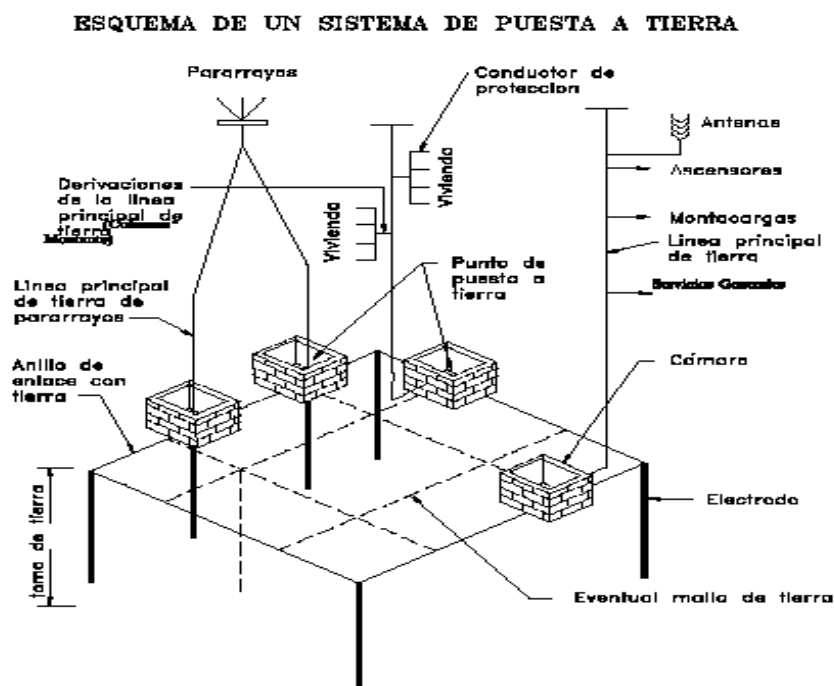 ESQUEMA DE UN SISTEMA DE PUESTA A TIERRA
Pararrayos
Conductor de
proteccion
Antenas
Ascensores
Derivaciones
de la linea
principal de
tierra
Vivienda
Vivienda
Montacargas
Linea principal
de tierra
Punto de
puesta a
tierra
Linea principal
de tierra de
pararrayos
Anillo de
enlace con
tierra
Cámara
toma de tierra
Electrodo
Eventual malla de tierra